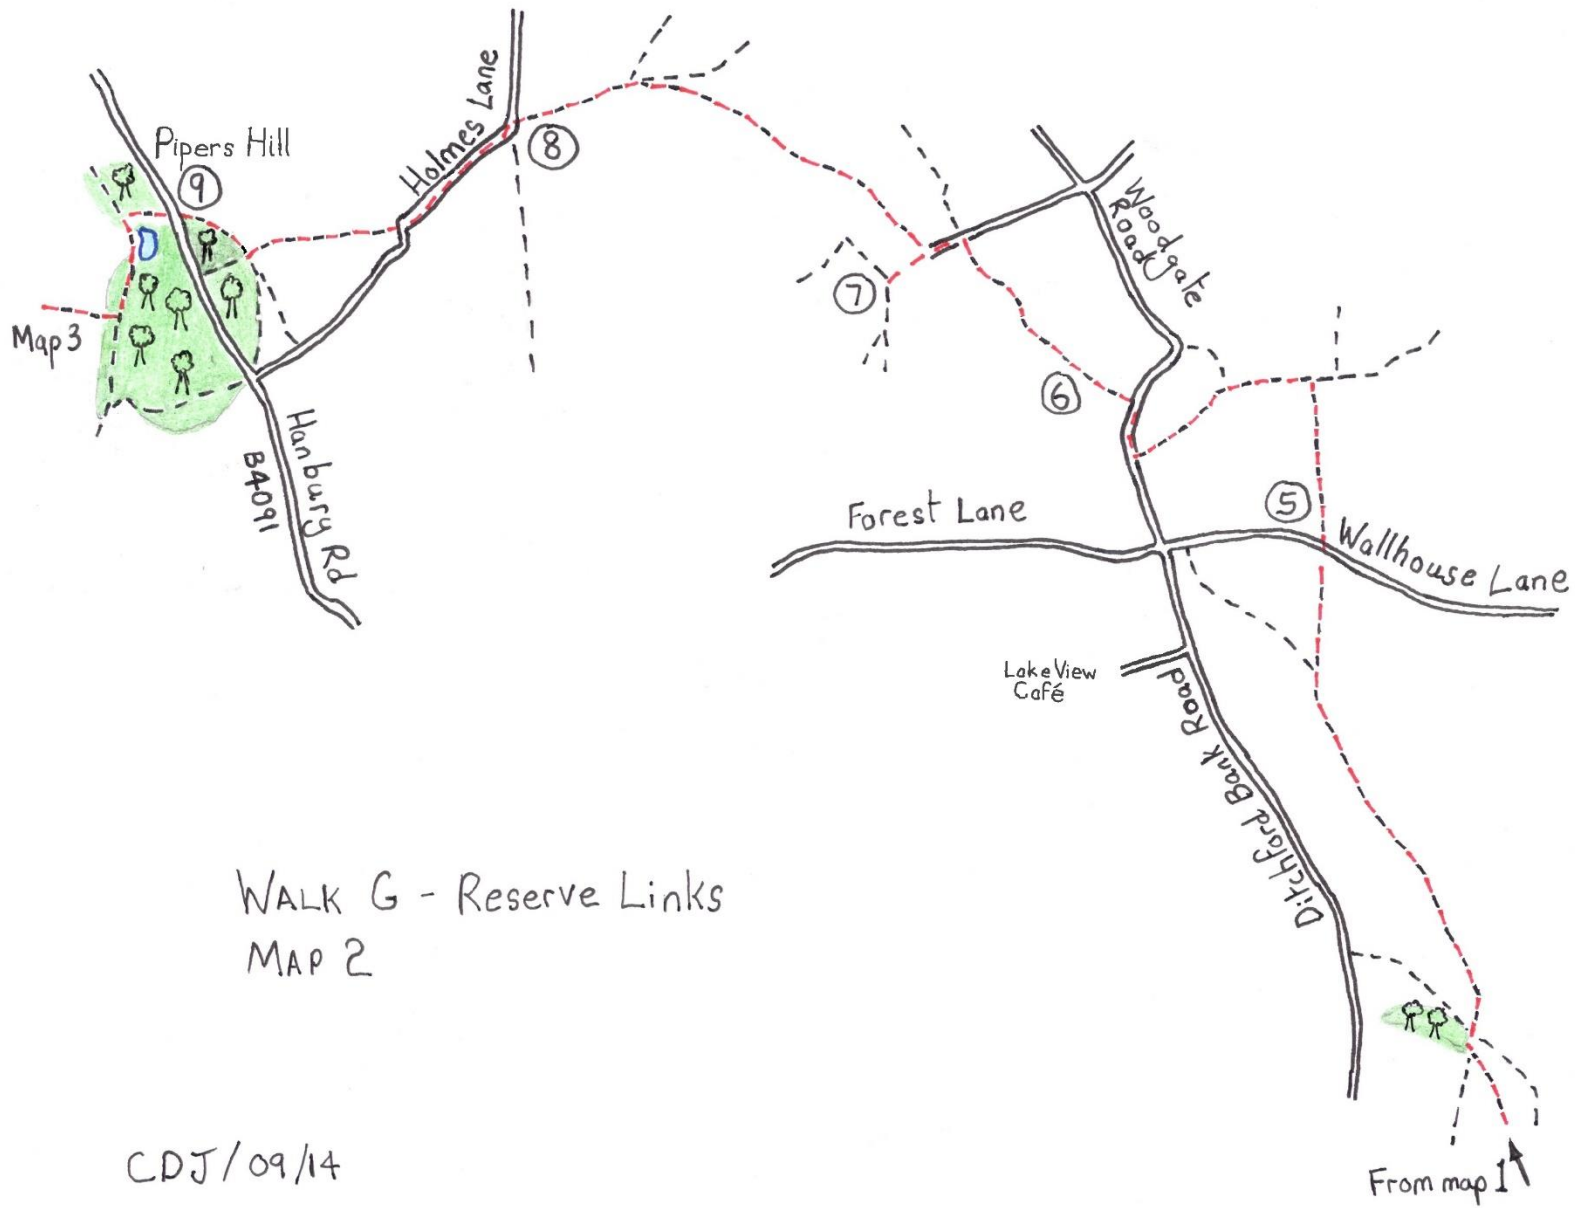 Holmes Lane
Pipers Hill
8
9
Woodgate
Road
7
Map 3
6
Hanbury Rd
B4091
5
Forest Lane
Wallhouse Lane
Lake View
Café
Ditchford Bank Road
WALK G - Reserve Links
MAP 2
CDJ/09/14
From map 1